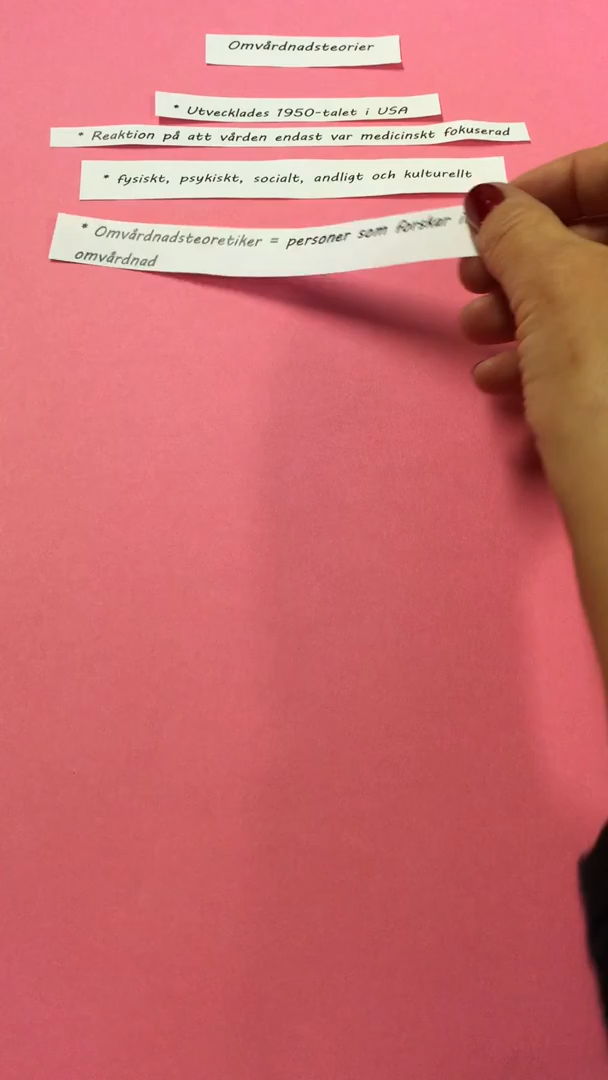 Omvårdnadsteorier
* Utvecklades 1950-talet i USA
* Reaktion på att vården endast var medicinskt fokuserad
* fysiskt, psykiskt, socialt, andligt och kulturellt
* Omvårdnadsteoretiker = personer som forsker
omvårdnad